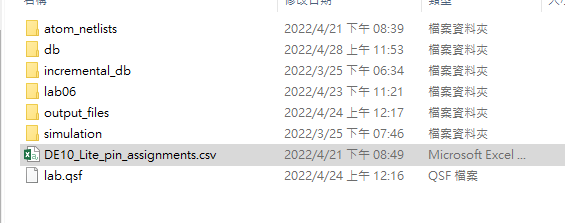 名稱 修改日期 類型 大小
atom_netlists 2022/4/21 下午 08:39 檔案資料夾
db 2022/4/28 上午 11:53 檔案資料夾
incremental_db 2022/3/25 下午 06:34 檔案資料夾
lab06 2022/4/23 下午 11:21 檔案資料夾
output_files 2022/4/24 下午 12:17 檔案資料夾
simulation 2022/3/25 下午 07:46 檔案資料夾
DE10_Lite_pin_assignments.csv 2022/4/21 下午 08:49 Microsoft Excel ...
lab.qsf 2022/4/24 下午 12:16 QSF 檔案